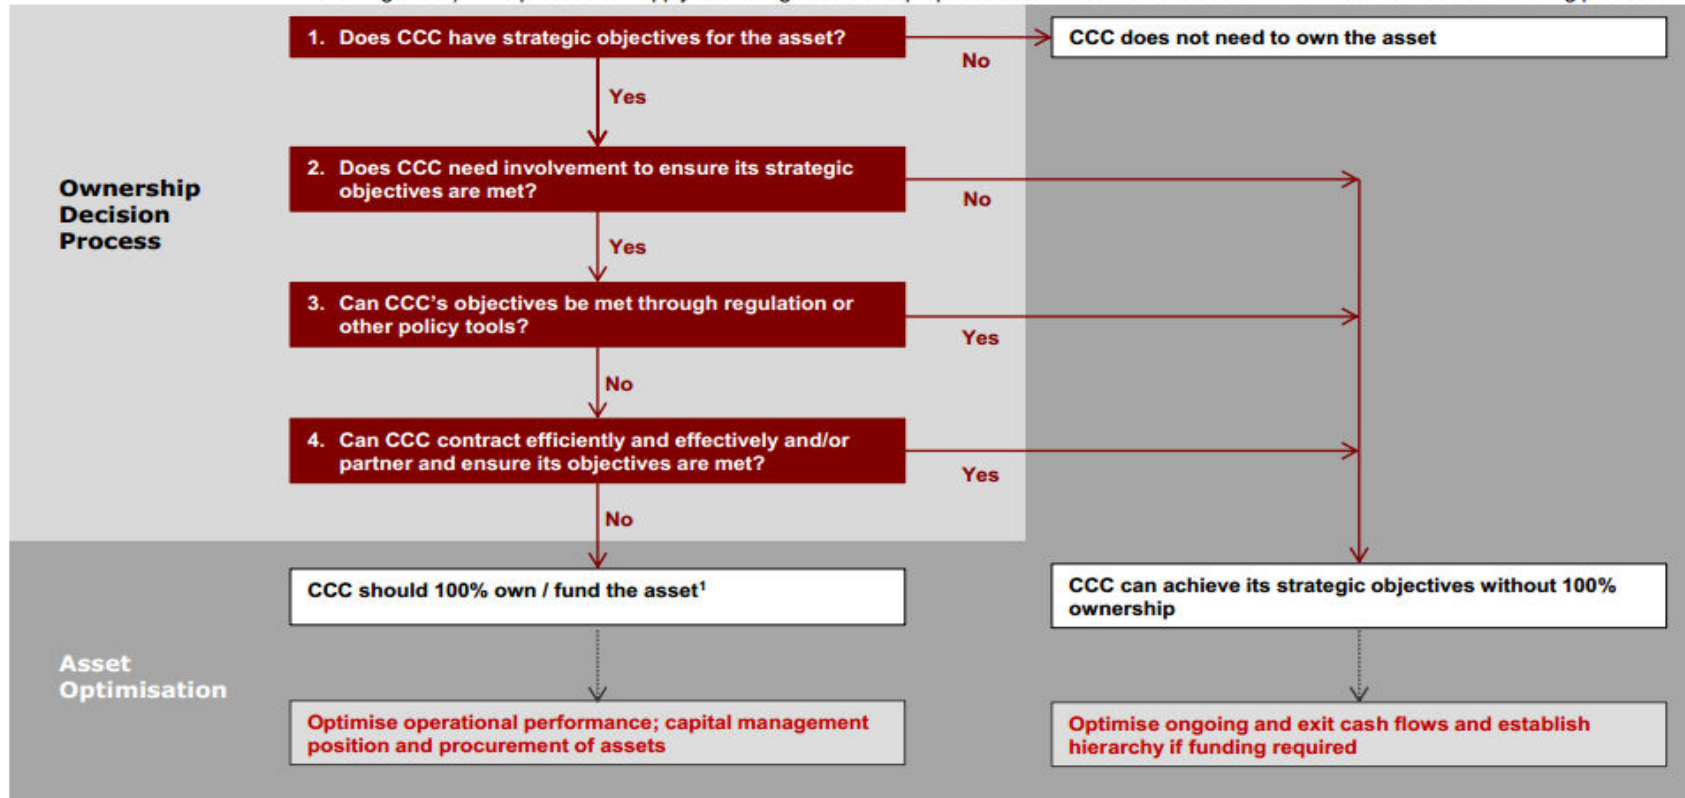 1. Does CCC have strategic objectives for the asset?
No
CCC does not need to own the asset
Yes
Ownership
Decision
Process
2. Does CCC need involvement to ensure its strategic
objectives are met?
No
Yes
3. Can CCC's objectives be met through regulation or
other policy tools?
Yes
No
4. Can CCC contract efficiently and effectively and/or
partner and ensure its objectives are met?
Yes
No
CCC should 100% own / fund the asset¹
CCC can achieve its strategic objectives without 100%
ownership
Asset
Optimisation
Optimise operational performance; capital management
position and procurement of assets
Optimise ongoing and exit cash flows and establish
hierarchy if funding required